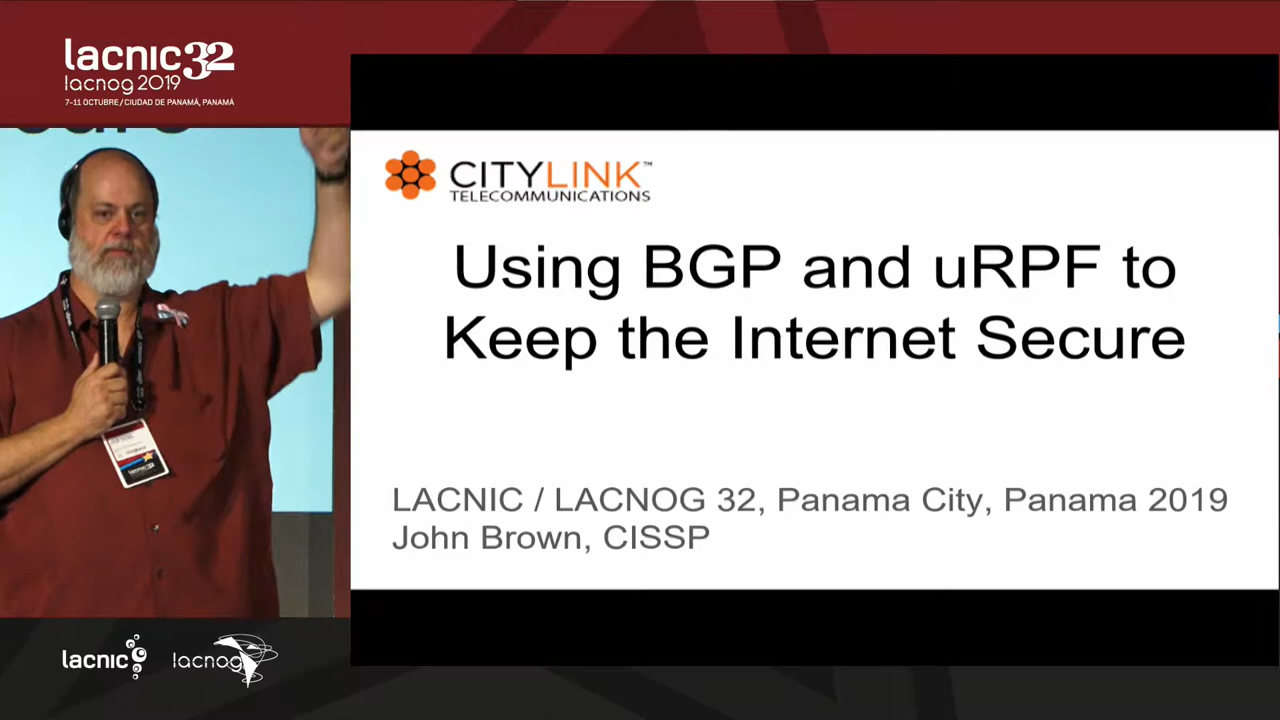 lacnic32
lacnog 2019
7-11 OCTUBRE / CIUDAD DE PANAMÁ, PANAMÁ
CITYLINK™
TELECOMMUNICATIONS
Using BGP and uRPF to
Keep the Internet Secure
LACNIC / LACNOG 32, Panama City, Panama 2019
John Brown, CISSP
lacnic32
lacnic
lacnog